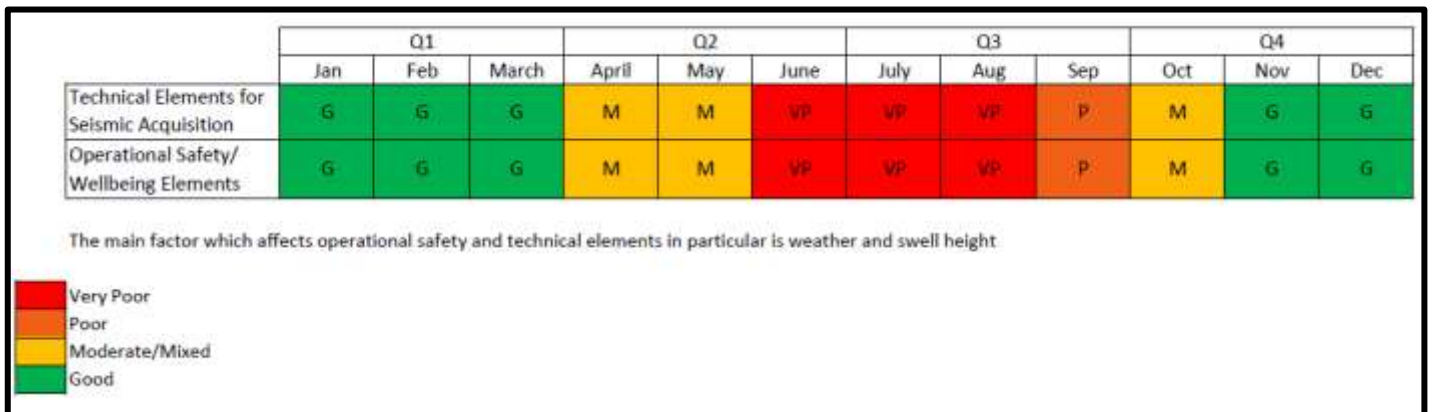 Q1 Q2 Q3 Q4
Jan Feb March April May June July Aug Sep Oct Nov Dec
Technical Elements for
Seismic Acquisition
G G G M M VP VP VP P M G G
Operational Safety/
Wellbeing Elements
G G G M M VP VP VP P M G G
The main factor which affects operational safety and technical elements in particular is weather and swell height
Very Poor
Poor
Moderate/Mixed
Good